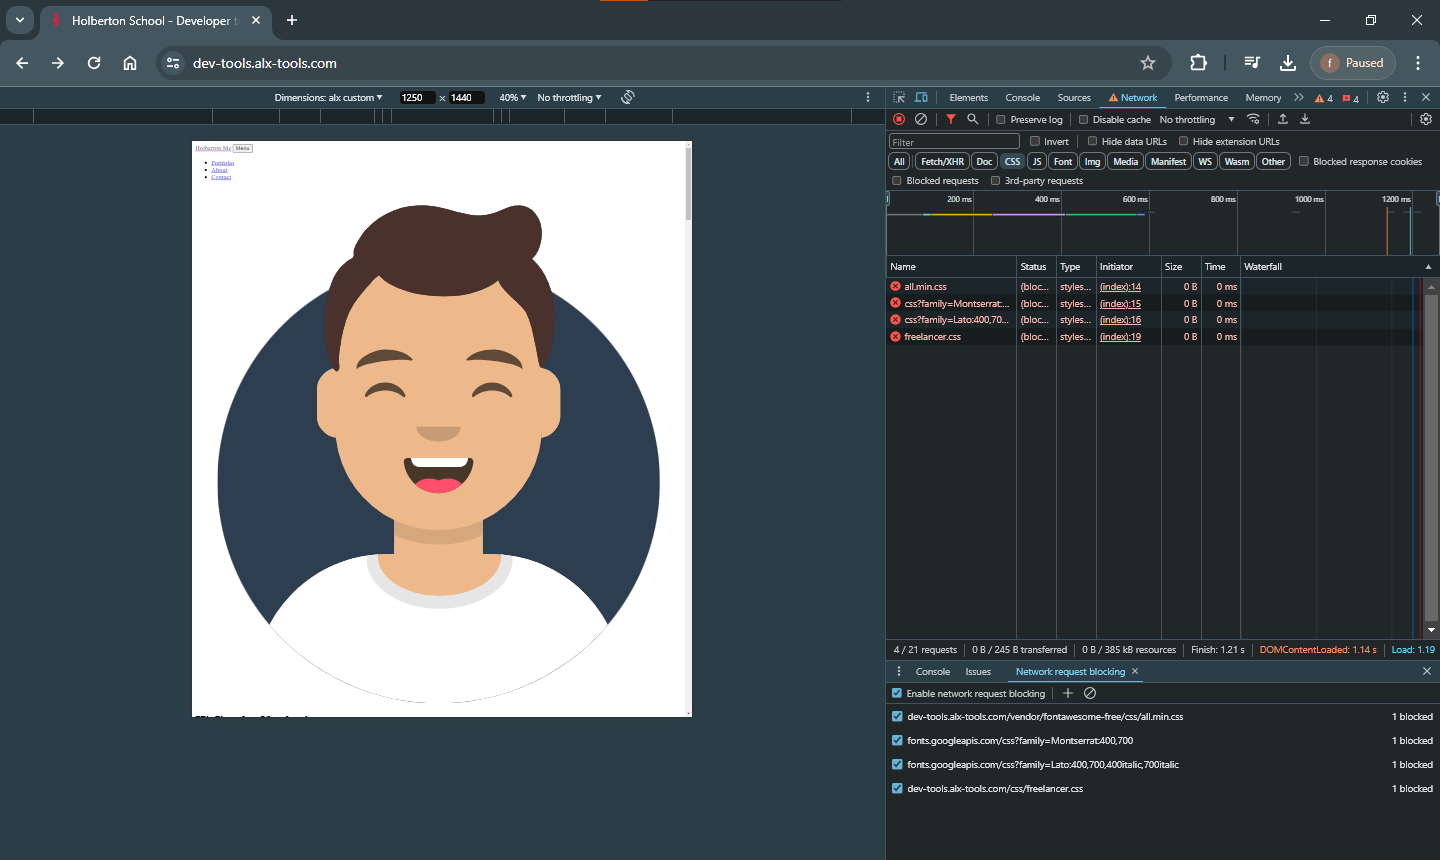 Holberton School - Developer t
dev-tools.alx-tools.com
f Paused
Dimensions: alx custom 1250 × 1440 40% No throttling
Elements Console Sources Network Performance Memory 4 4
Preserve log Disable cache No throttling
Filter Invert Hide data URLs Hide extension URLs
All Fetch/XHR Doc CSS JS Font Img Media Manifest WS Wasm Other Blocked response cookies
Blocked requests 3rd-party requests
200 ms 400 ms 600 ms 800 ms 1000 ms 1200 ms
Name Status Type Initiator Size Time Waterfall
all.min.css (bloc... styles... (index):14 0 B 0 ms
css?family=Montserrat:... (bloc... styles... (index):15 0 B 0 ms
css?family=Lato:400,70... (bloc... styles... (index):16 0 B 0 ms
freelancer.css (bloc... styles... (index):19 0 B 0 ms
4 / 21 requests 0 B / 245 B transferred 0 B / 385 kB resources Finish: 1.21 s DOMContentLoaded: 1.14 s Load: 1.19
Console Issues Network request blocking
Enable network request blocking
dev-tools.alx-tools.com/vendor/fontawesome-free/css/all.min.css 1 blocked
fonts.googleapis.com/css?family=Montserrat:400,700 1 blocked
fonts.googleapis.com/css?family=Lato:400,700,400italic,700italic 1 blocked
dev-tools.alx-tools.com/css/freelancer.css 1 blocked
Holberton Me Menu
Portfolio
About
Contact